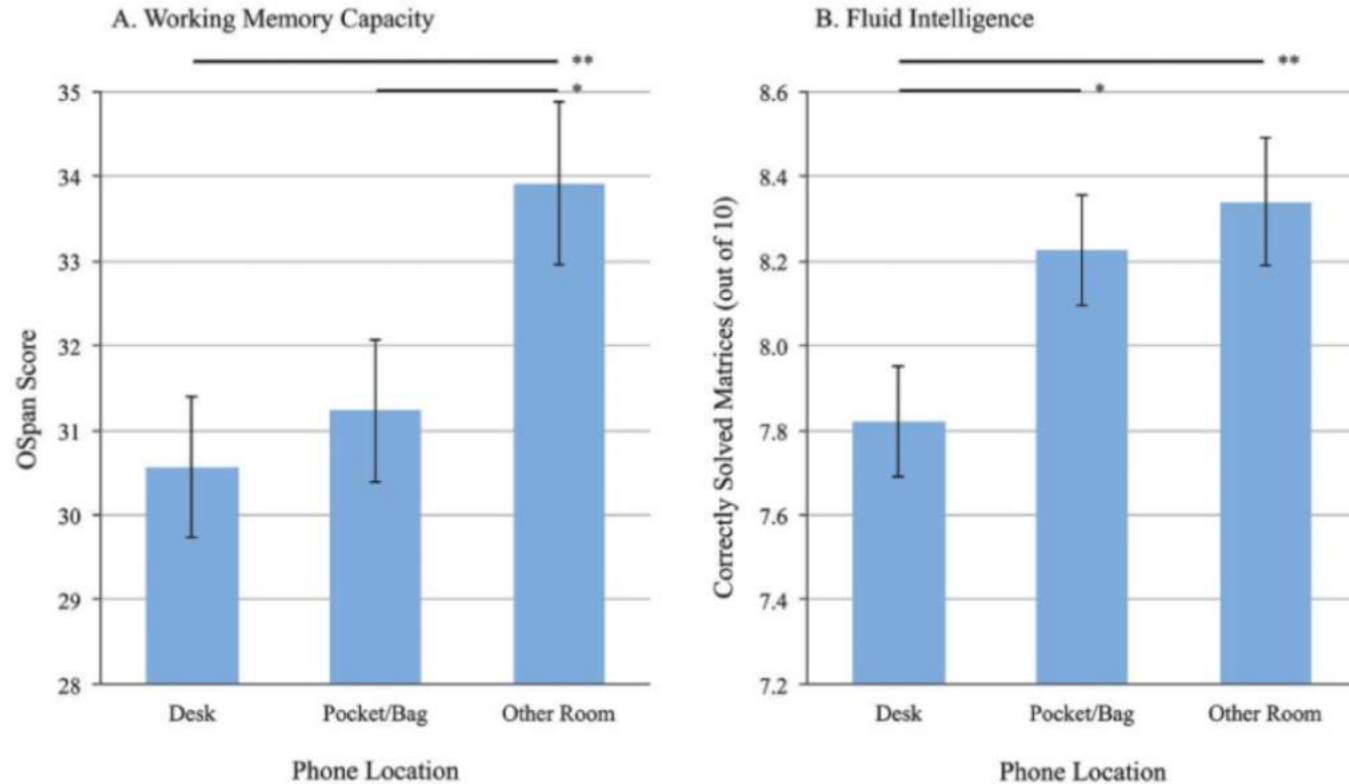 A. Working Memory Capacity
**
*
35
34
33
32
31
30
29
28
OSpan Score
Desk
Pocket/Bag
Other Room
Phone Location
B. Fluid Intelligence
**
*
8.6
8.4
8.2
8.0
7.8
7.6
7.4
7.2
Correctly Solved Matrices (out of 10)
Desk
Pocket/Bag
Other Room
Phone Location